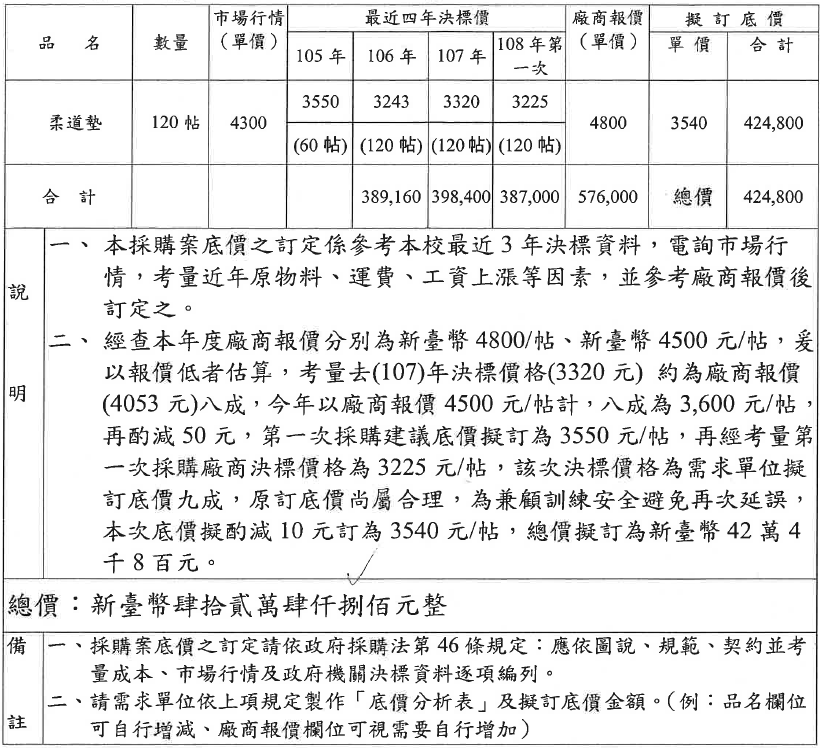 品 名 數量 市場行情(單價) 最近四年決標價 廠商報價(單價) 擬訂底價
105 年 106 年 107 年 108 年第一次 單價 合計
柔道墊 120 帖 4300 3550 3243 3320 3225 4800 3540 424,800
(60 帖) (120 帖) (120 帖) (120 帖)
合 計 389,160 398,400 387,000 576,000 總價 424,800
說明
一、 本採購案底價之訂定係參考本校最近 3 年決標資料，電詢市場行
情，考量近年原物料、運費、工資上漲等因素，並參考廠商報價後
訂定之。
二、 經查本年度廠商報價分別為新臺幣 4800/帖、新臺幣 4500 元/帖，爰
以報價低者估算，考量去(107)年決標價格(3320 元) 約為廠商報價
(4053 元)八成，今年以廠商報價 4500 元/帖計，八成為 3,600 元/帖，
再酌減 50 元，第一次採購建議底價擬訂為 3550 元/帖，再經考量第
一次採購廠商決標價格為 3225 元/帖，該次決標價格為需求單位擬
訂底價九成，原訂底價尚屬合理，為兼顧訓練安全避免再次延誤，
本次底價擬酌減 10 元訂為 3540 元/帖，總價擬訂為新臺幣 42 萬 4
千 8 百元。
總價：新臺幣肆拾貳萬肆仟捌佰元整
備註
一、採購案底價之訂定請依政府採購法第 46 條規定：應依圖說、規範、契約並考
量成本、市場行情及政府機關決標資料逐項編列。
二、請需求單位依上項規定製作「底價分析表」及擬訂底價金額。（例：品名欄位
可自行增減、廠商報價欄位可視需要自行增加）